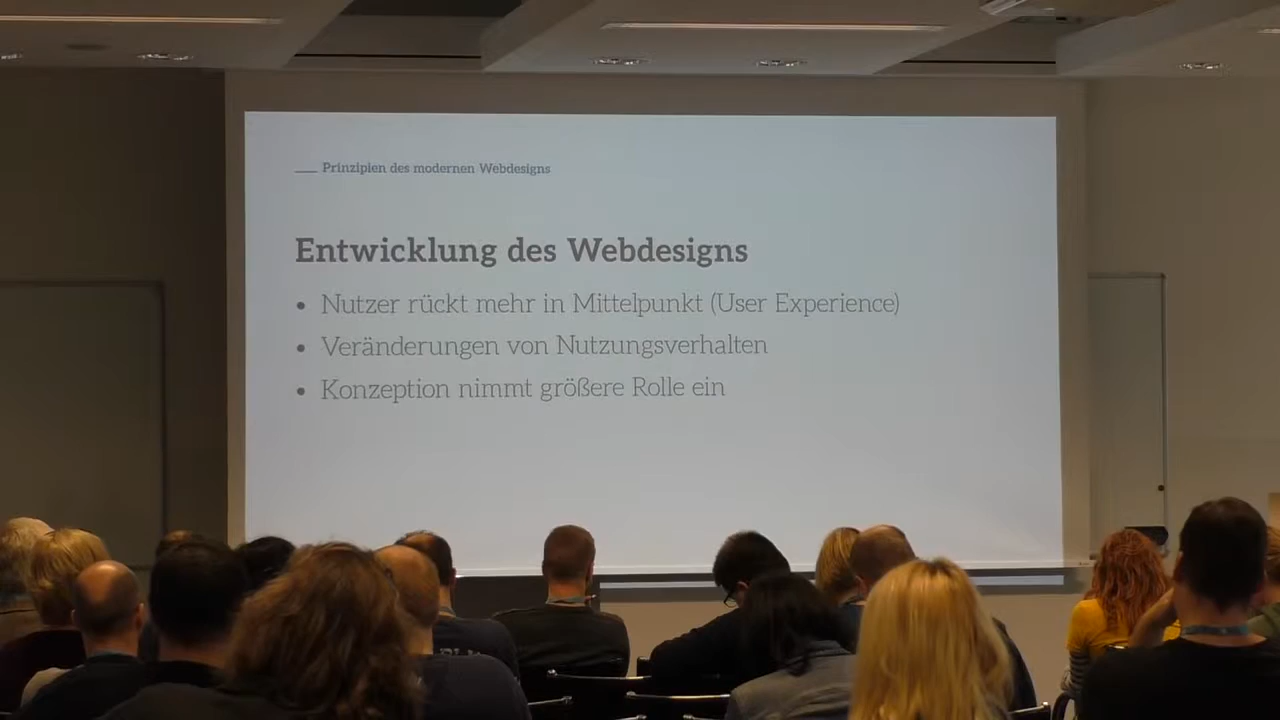 Prinzipien des modernen Webdesigns
Entwicklung des Webdesigns
• Nutzer rückt mehr in Mittelpunkt (User Experience)
• Veränderungen von Nutzungsverhalten
• Konzeption nimmt größere Rolle ein